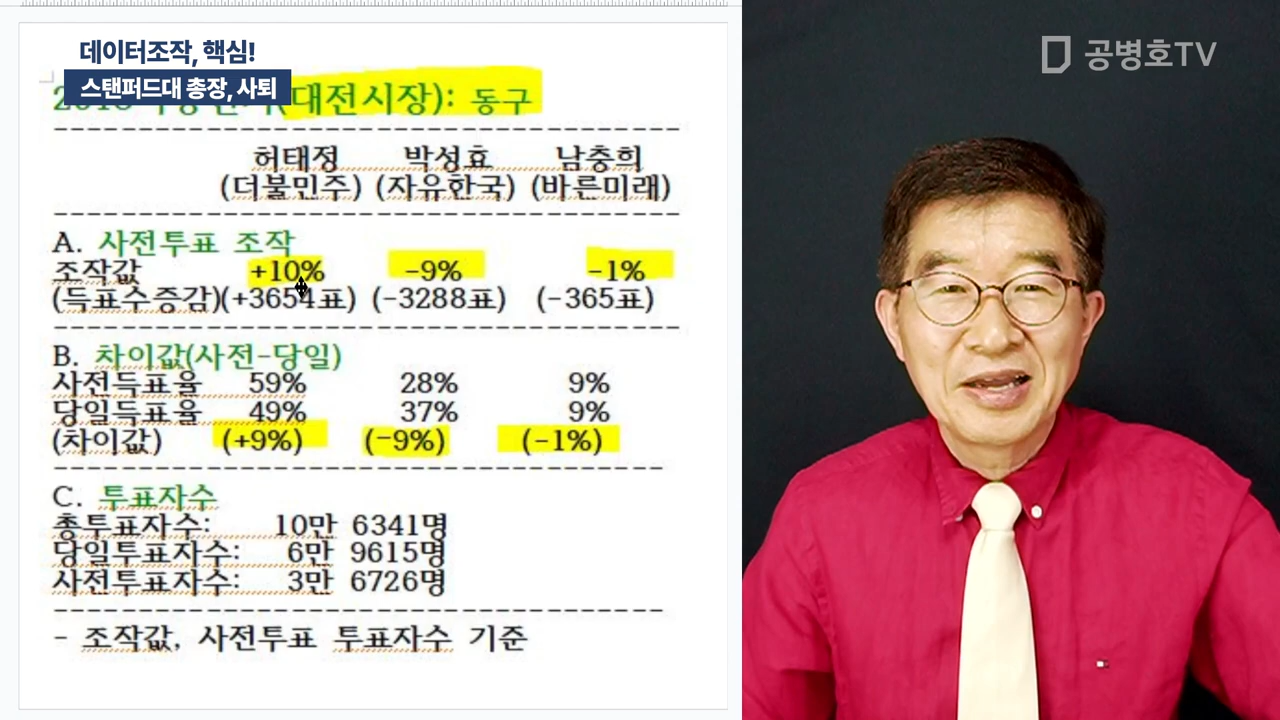 데이터조작, 핵심!
스탠퍼드대 총장, 사퇴
공병호TV
(대전시장): 동구
허태정 박성효 남충희
(더불민주) (자유한국) (바른미래)
A. 사전투표 조작
조작값 +10% -9% -1%
(득표수증감)(+3654표) (-3288표) (-365표)
B. 차이값(사전-당일)
사전득표율 59% 28% 9%
당일득표율 49% 37% 9%
(차이값) (+9%) (-9%) (-1%)
C. 투표자수
총투표자수: 10만 6341명
당일투표자수: 6만 9615명
사전투표자수: 3만 6726명
- 조작값, 사전투표 투표자수 기준